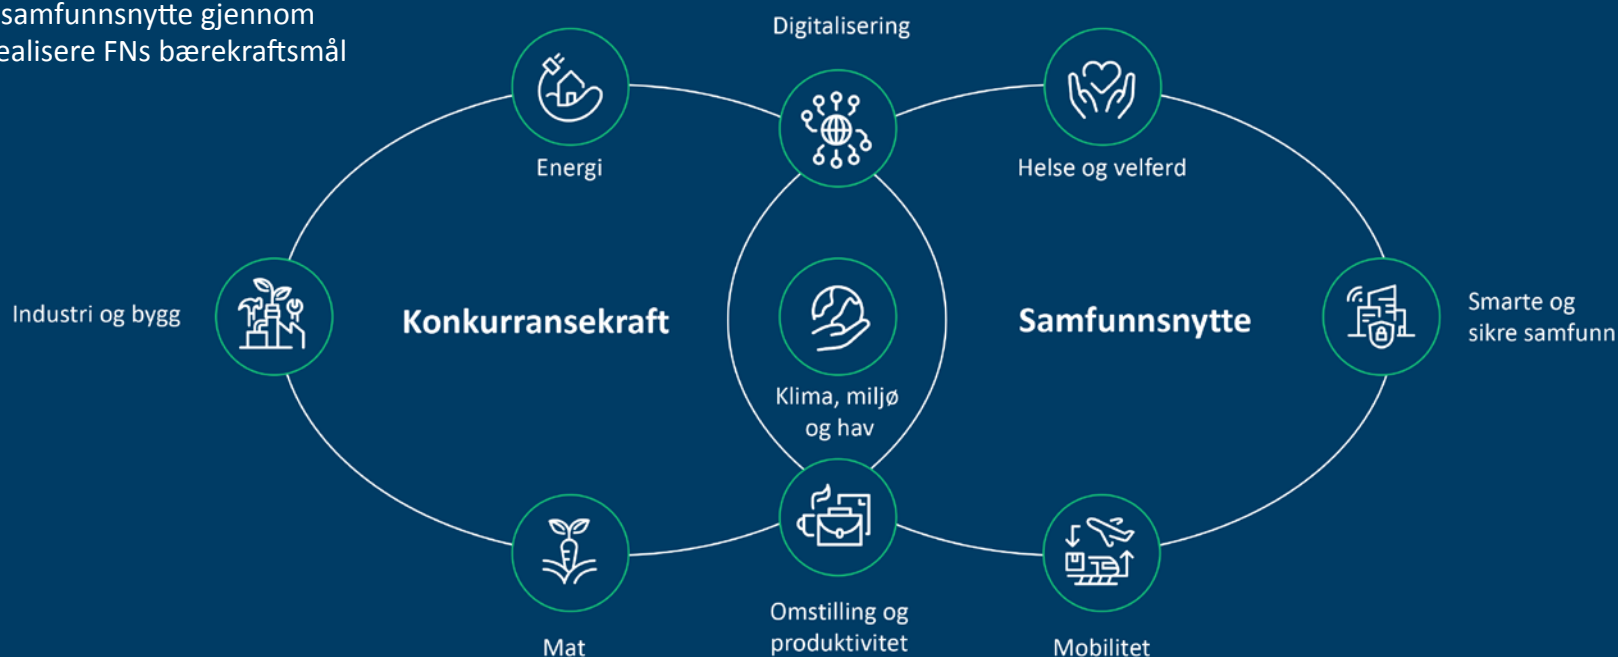 samfunnsnytte gjennom
ealisere FNs bærekraftsmål
Digitalisering
Energi
Helse og velferd
Industri og bygg
Konkurransekraft
Samfunnsnytte
Smarte og
sikre samfunn
Klima, miljø
og hav
Mat
Omstilling og
produktivitet
Mobilitet